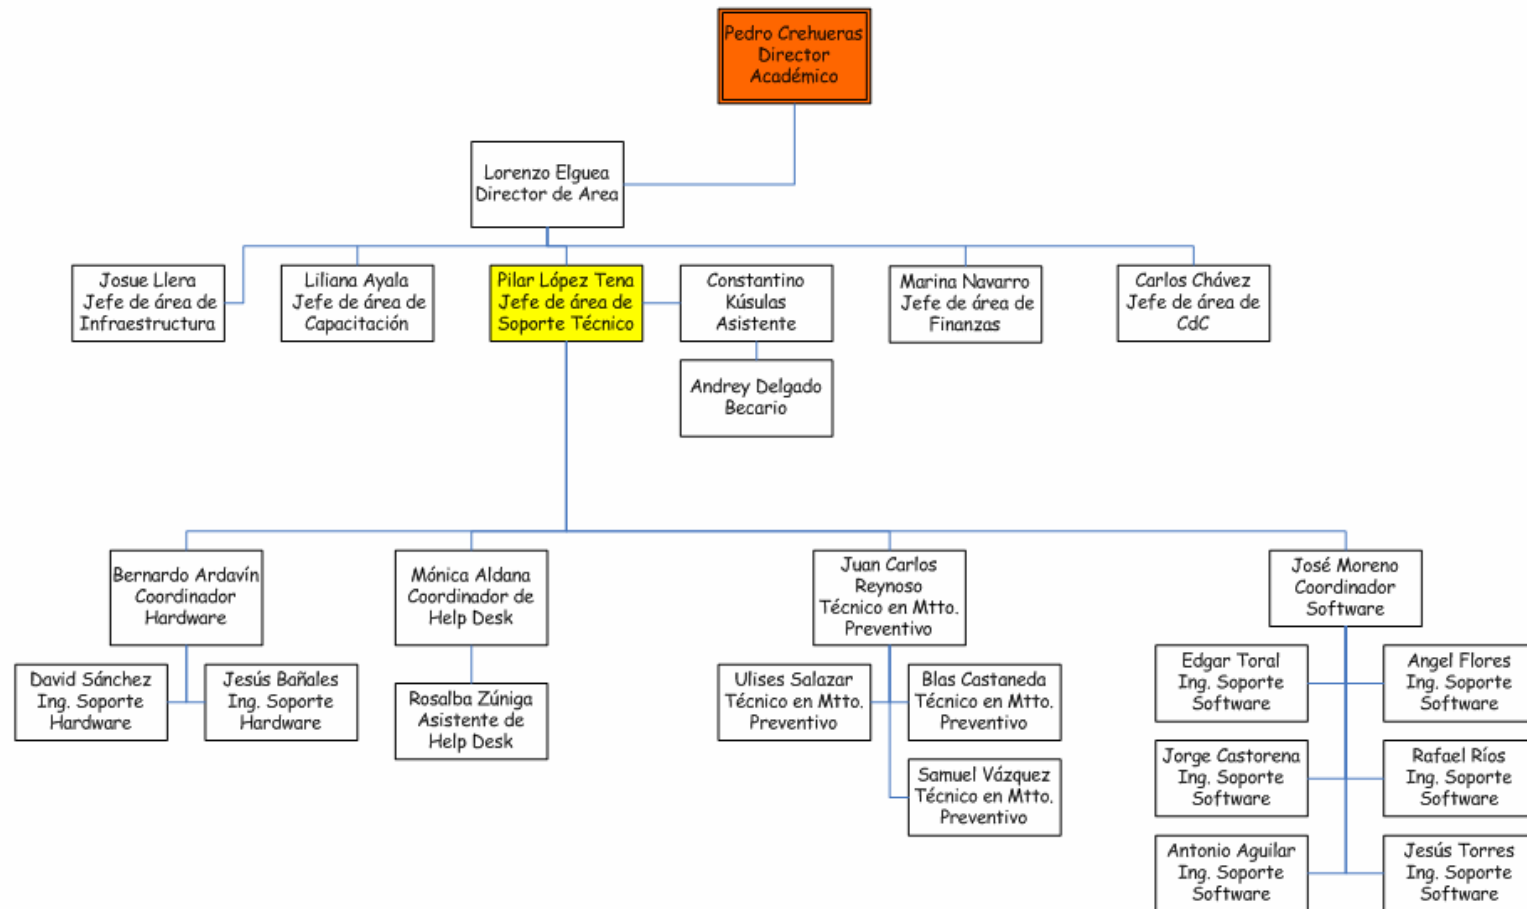 Pedro Crehueras
Director
Académico
Lorenzo Elguea
Director de Area
Josue Llera
Jefe de área de
Infraestructura
Liliana Ayala
Jefe de área de
Capacitación
Pilar López Tena
Jefe de área de
Soporte Técnico
Constantino
Kúsulas
Asistente
Marina Navarro
Jefe de área de
Finanzas
Carlos Chávez
Jefe de área de
CdC
Andrey Delgado
Becario
Bernardo Ardavín
Coordinador
Hardware
Mónica Aldana
Coordinador de
Help Desk
Juan Carlos
Reynoso
Técnico en Mtto.
Preventivo
José Moreno
Coordinador
Software
David Sánchez
Ing. Soporte
Hardware
Jesús Bañales
Ing. Soporte
Hardware
Rosalba Zúniga
Asistente de
Help Desk
Ulises Salazar
Técnico en Mtto.
Preventivo
Blas Castaneda
Técnico en Mtto.
Preventivo
Samuel Vázquez
Técnico en Mtto.
Preventivo
Edgar Toral
Ing. Soporte
Software
Angel Flores
Ing. Soporte
Software
Jorge Castorena
Ing. Soporte
Software
Rafael Ríos
Ing. Soporte
Software
Antonio Aguilar
Ing. Soporte
Software
Jesús Torres
Ing. Soporte
Software